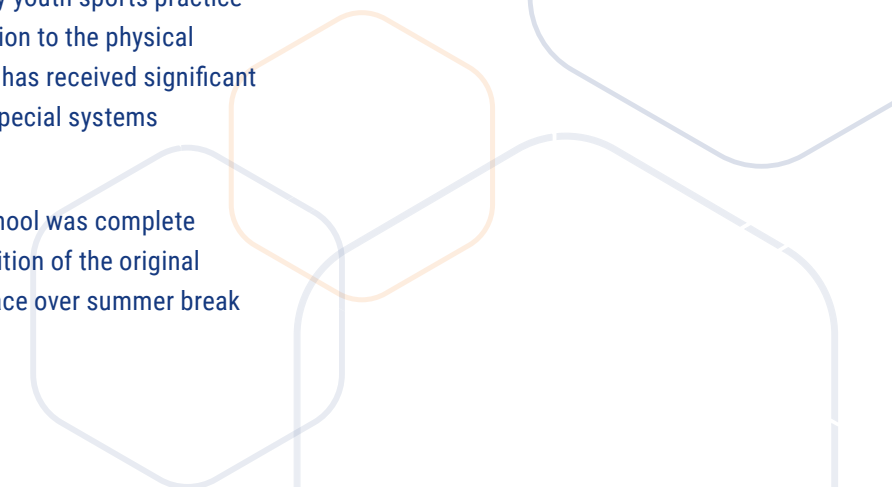 y youth sports practice
ion to the physical
has received significant
pecial systems
hool was complete
ition of the original
ace over summer break